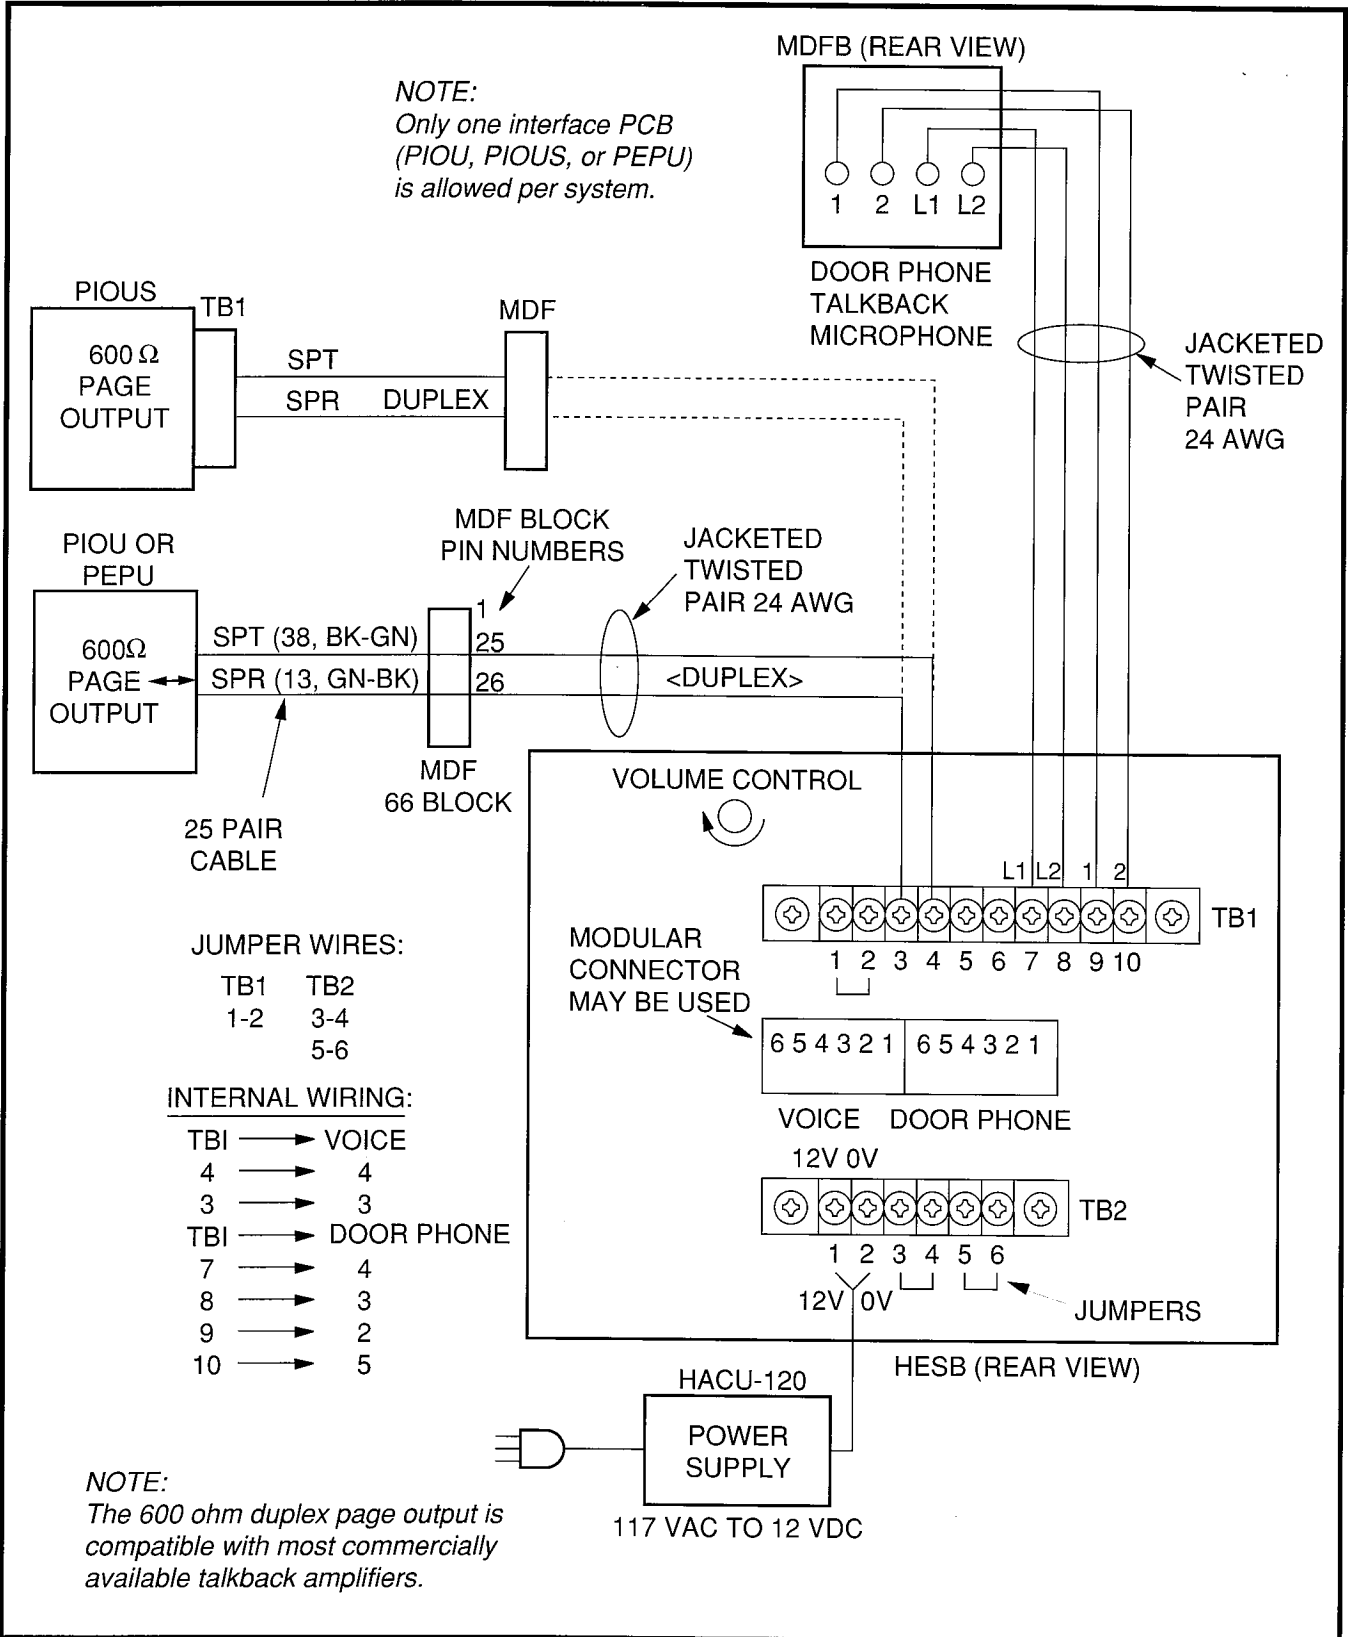 MDFB (REAR VIEW)
NOTE:
Only one interface PCB
(PIOU, PIOUS, or PEPU)
is allowed per system.
1 2 L1 L2
DOOR PHONE
TALKBACK
MICROPHONE
JACKETED
TWISTED
PAIR
24 AWG
PIOUS
TB1
MDF
600 Ω
PAGE
OUTPUT
SPT
SPR DUPLEX
MDF BLOCK
PIN NUMBERS
JACKETED
TWISTED
PAIR 24 AWG
PIOU OR
PEPU
600Ω
PAGE
OUTPUT
SPT (38, BK-GN)
SPR (13, GN-BK)
1
25
26
<DUPLEX>
MDF
66 BLOCK
25 PAIR
CABLE
VOLUME CONTROL
L1 L2 1 2
TB1
1 2 3 4 5 6 7 8 9 10
MODULAR
CONNECTOR
MAY BE USED
6 5 4 3 2 1 6 5 4 3 2 1
VOICE DOOR PHONE
12V 0V
TB2
1 2 3 4 5 6
12V 0V
JUMPERS
HESB (REAR VIEW)
JUMPER WIRES:
TB1 TB2
1-2 3-4
5-6
INTERNAL WIRING:
TBI VOICE
4 4
3 3
TBI DOOR PHONE
7 4
8 3
9 2
10 5
HACU-120
POWER
SUPPLY
117 VAC TO 12 VDC
NOTE:
The 600 ohm duplex page output is
compatible with most commercially
available talkback amplifiers.